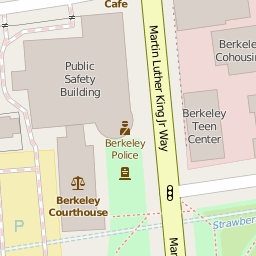 Cafe
Public
Safety
Building
Martin Luther King Jr Way
Berkeley
Cohousin
Berkeley
Teen
Center
Berkeley
Police
Berkeley
Courthouse
P
Strawber
Mar